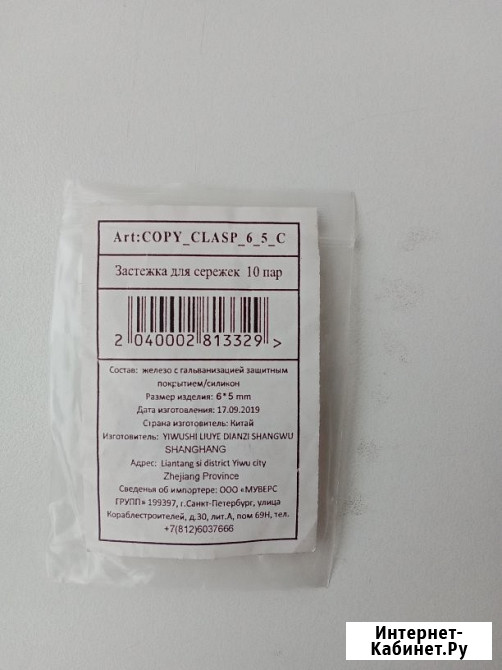 Art:COPY_CLASP_6_5_C
Застежка для сережек 10 пар
2 040002 813329 >
Состав: железо с гальванизацией защитным
покрытием/силикон
Размер изделия: 6*5 mm
Дата изготовления: 17.09.2019
Страна изготовитель: Китай
Изготовитель: YIWUSHI LIUYE DIANZI SHANGWU
SHANGHANG
Адрес: Liantang si district Yiwu city
Zhejiang Province
Сведенья об импортере: ООО «МУВЕРС
ГРУПП» 199397, г.Санкт-Петербург, улица
Кораблестроителей, д.30, лит.А, пом 69Н, тел.
+7(812)6037666
Интернет-
Кабинет.Ру